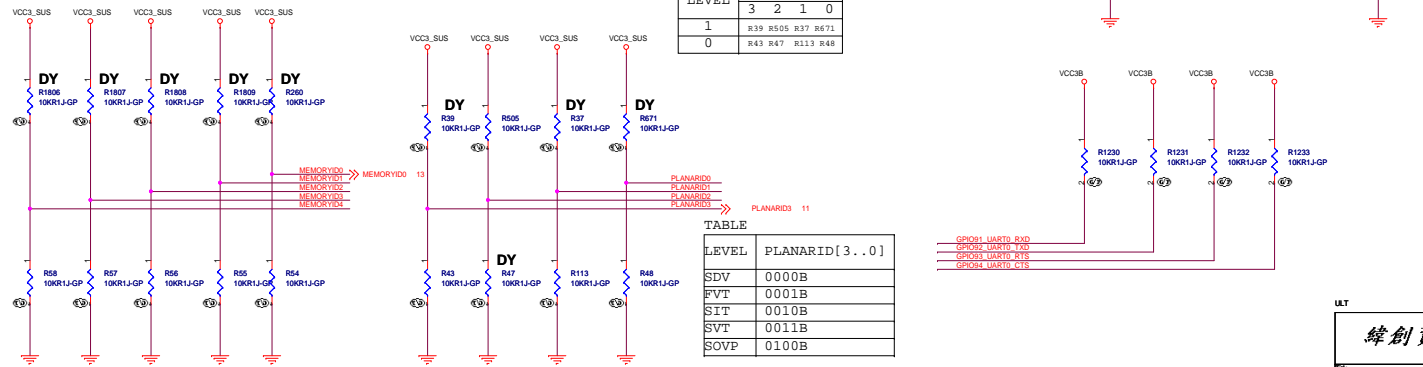 LEVEL
3 2 1 0
1 R39 R505 R37 R671
0 R43 R47 R113 R48
VCC3_SUS VCC3_SUS VCC3_SUS VCC3_SUS VCC3_SUS
DY DY DY DY DY
R1806 R1807 R1808 R1809 R260
10KR1J-GP 10KR1J-GP 10KR1J-GP 10KR1J-GP 10KR1J-GP
MEMORYID0 MEMORYID0 13
MEMORYID1
MEMORYID2
MEMORYID3
MEMORYID4
R58 R57 R56 R55 R54
10KR1J-GP 10KR1J-GP 10KR1J-GP 10KR1J-GP 10KR1J-GP
VCC3_SUS VCC3_SUS VCC3_SUS VCC3_SUS
DY DY DY
R39 R505 R37 R671
10KR1J-GP 10KR1J-GP 10KR1J-GP 10KR1J-GP
PLANARID0
PLANARID1
PLANARID2
PLANARID3 PLANARID3 11
DY
R43 R47 R113 R48
10KR1J-GP 10KR1J-GP 10KR1J-GP 10KR1J-GP
TABLE
LEVEL PLANARID[3..0]
SDV 0000B
FVT 0001B
SIT 0010B
SVT 0011B
SOVP 0100B
VCC3B VCC3B VCC3B VCC3B
R1230 R1231 R1232 R1233
10KR1J-GP 10KR1J-GP 10KR1J-GP 10KR1J-GP
GPIO91_UART0_RXD
GPIO92_UART0_TXD
GPIO93_UART0_RTS
GPIO94_UART0_CTS
ULT
緯創